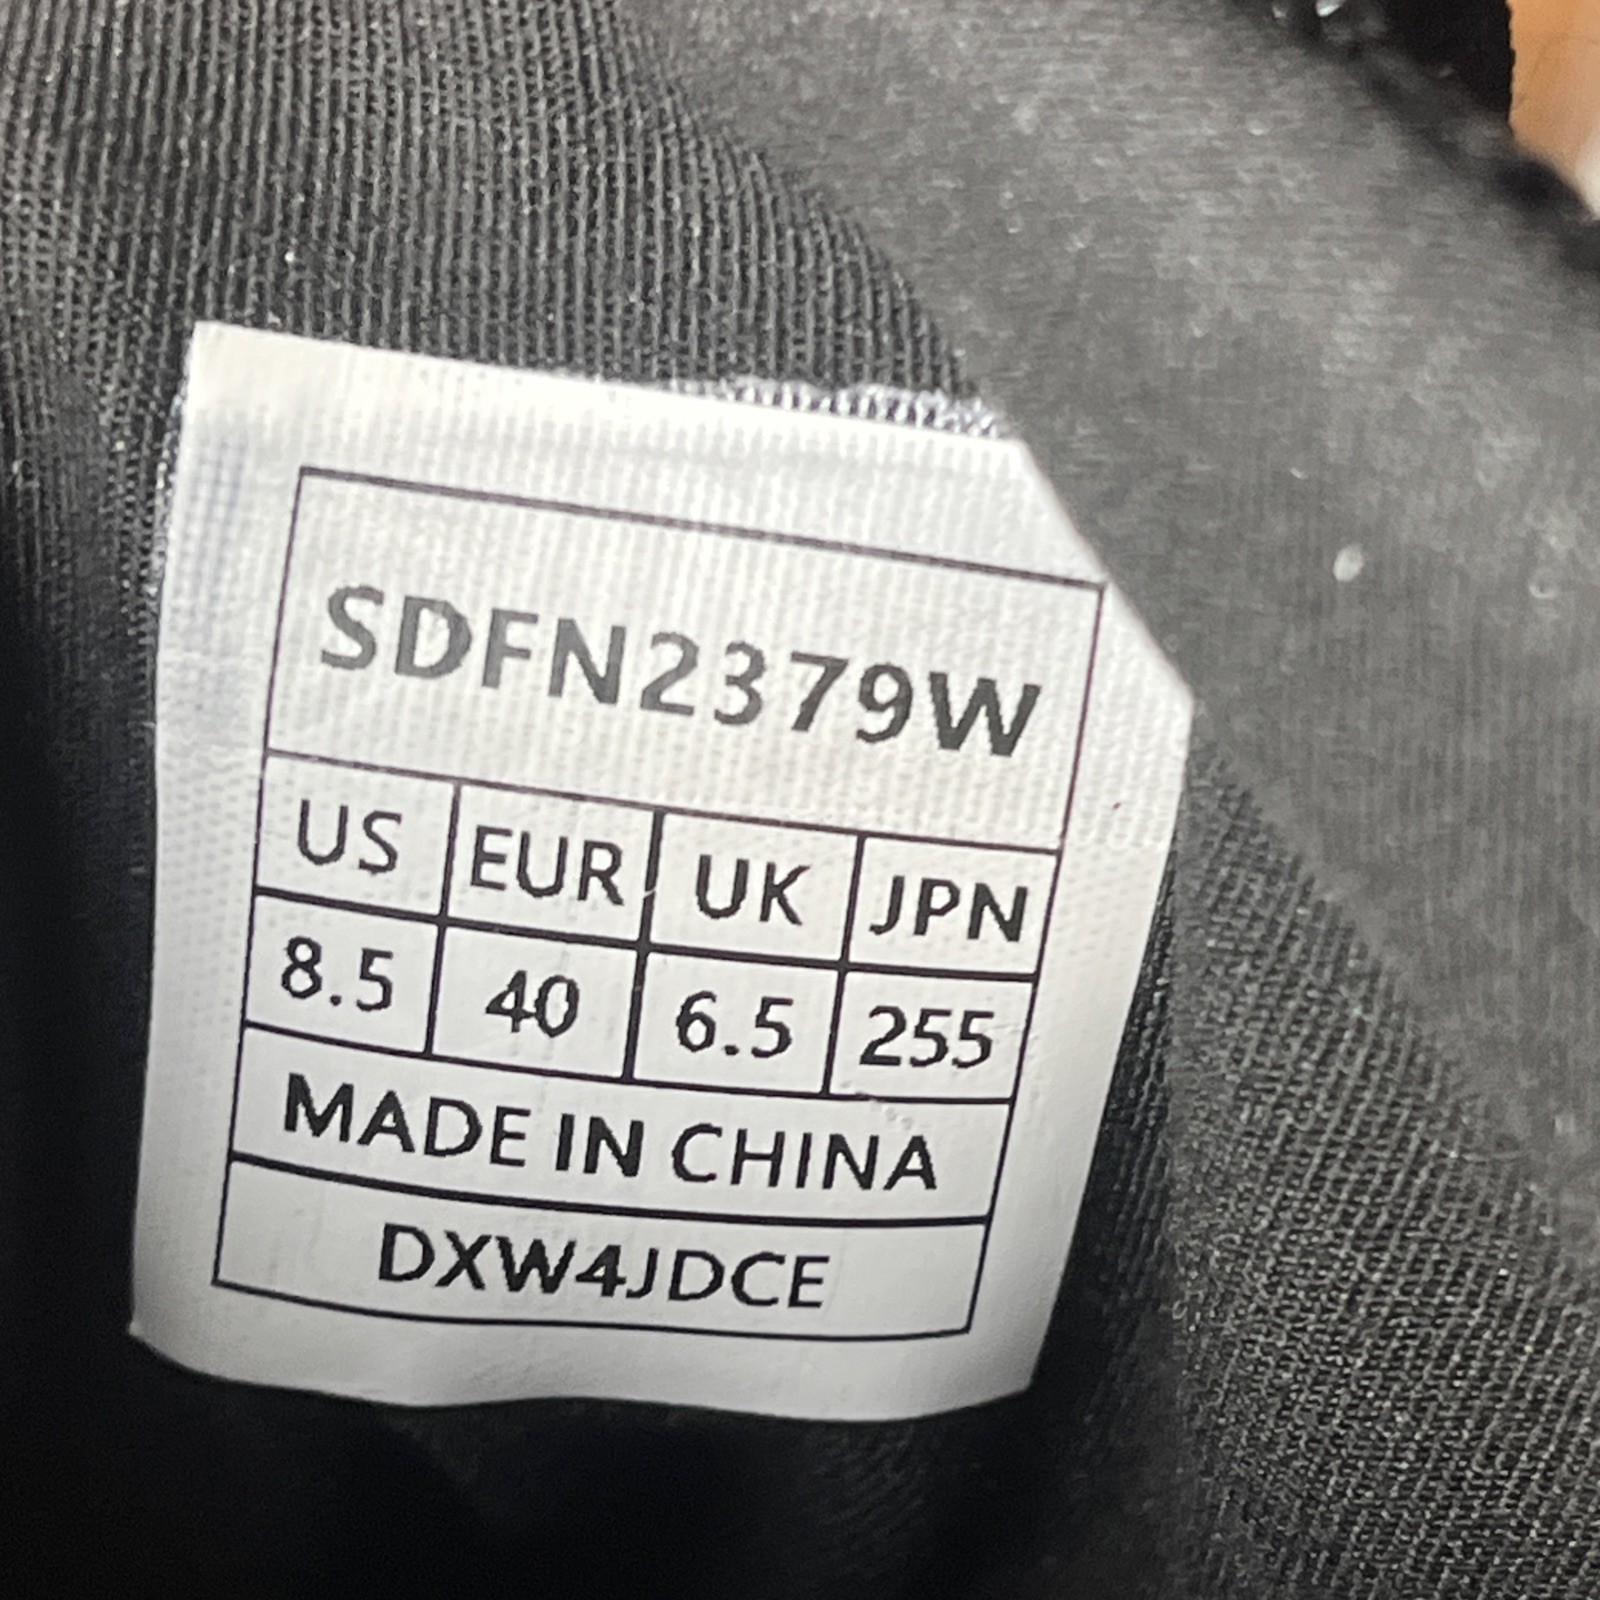 SDFN2379W
US EUR UK JPN
8.5 40 6.5 255
MADE IN CHINA
DXW4JDCE